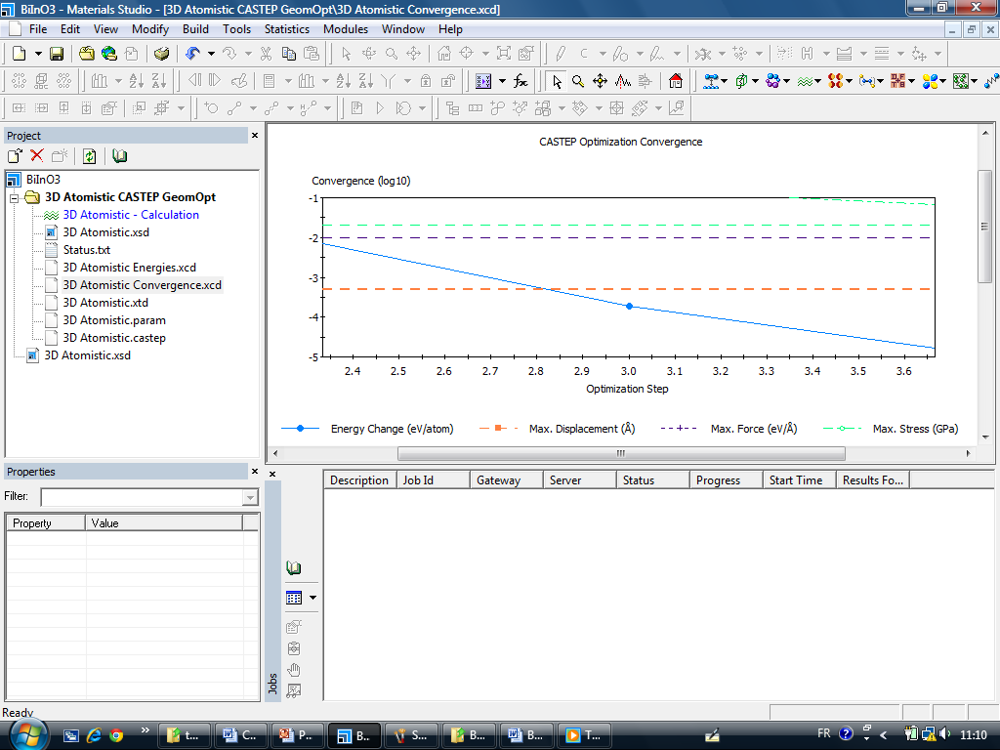 BiInO3 - Materials Studio - [3D Atomistic CASTEP GeomOpt\3D Atomistic Convergence.xcd]
File Edit View Modify Build Tools Statistics Modules Window Help
Project
BiInO3
3D Atomistic CASTEP GeomOpt
3D Atomistic - Calculation
3D Atomistic.xsd
Status.txt
3D Atomistic Energies.xcd
3D Atomistic Convergence.xcd
3D Atomistic.xtd
3D Atomistic.param
3D Atomistic.castep
3D Atomistic.xsd
CASTEP Optimization Convergence
Convergence (log10)
-1
-2
-3
-4
-5
2.4 2.5 2.6 2.7 2.8 2.9 3.0 3.1 3.2 3.3 3.4 3.5 3.6
Optimization Step
Energy Change (eV/atom) Max. Displacement (Å) Max. Force (eV/Å) Max. Stress (GPa)
Properties
Filter:
Property Value
Description Job Id Gateway Server Status Progress Start Time Results Fo...
Jobs
Ready
t... C... P... B... S... B... B... T...
FR
11:10